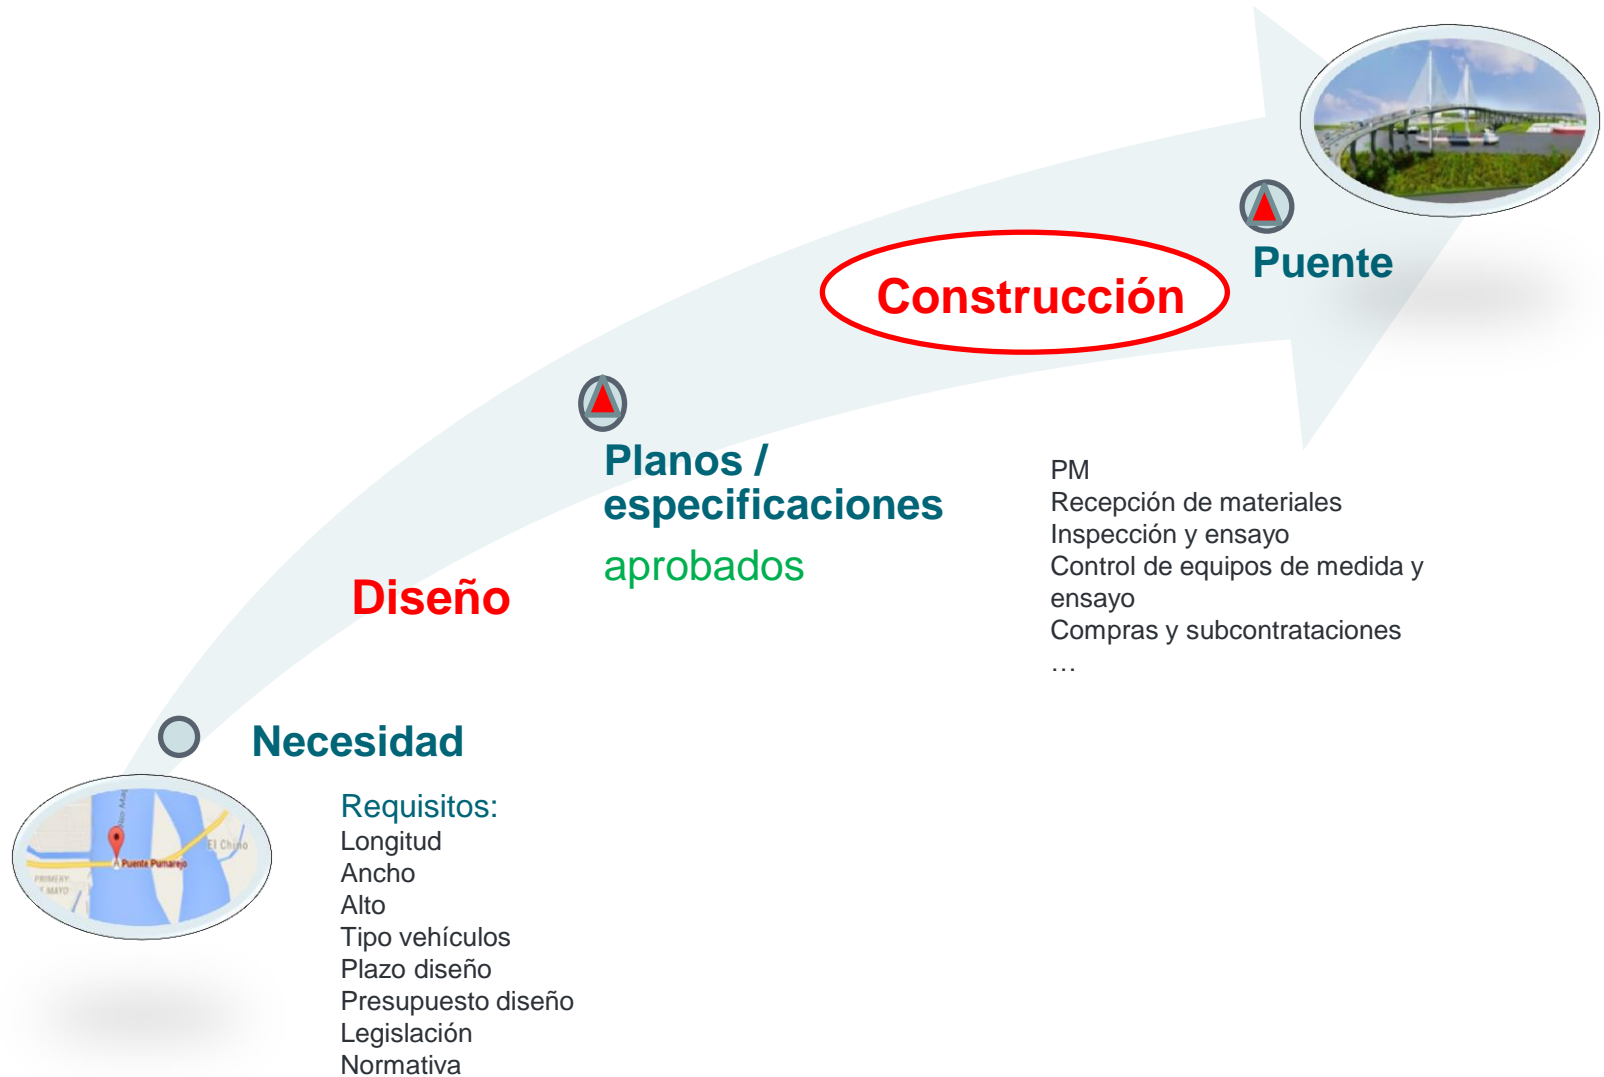 Construcción
Puente
Planos /
especificaciones
aprobados
PM
Recepción de materiales
Inspección y ensayo
Control de equipos de medida y
ensayo
Compras y subcontrataciones
…
Diseño
Necesidad
Requisitos:
Longitud
Ancho
Alto
Tipo vehículos
Plazo diseño
Presupuesto diseño
Legislación
Normativa
El Chino
A Puente Pumarejo